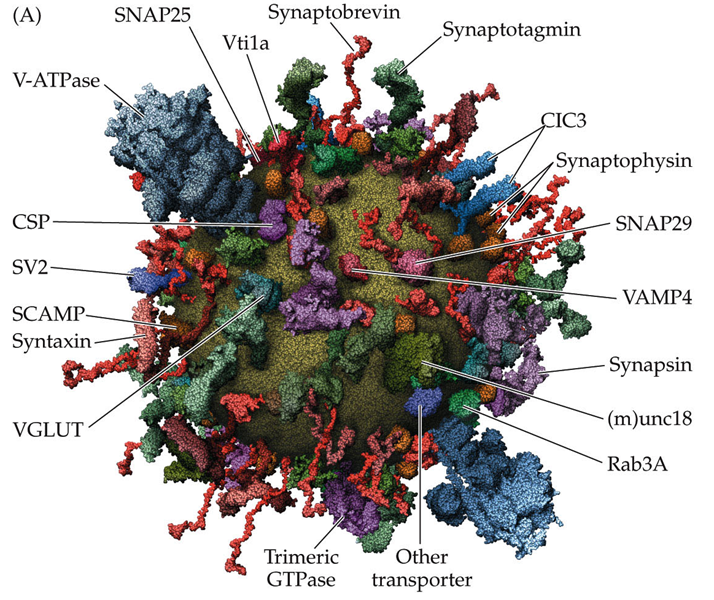 (A)
SNAP25
Synaptobrevin
Vti1a
Synaptotagmin
V-ATPase
CIC3
Synaptophysin
CSP
SNAP29
SV2
VAMP4
SCAMP
Syntaxin
Synapsin
(m)unc18
VGLUT
Rab3A
Trimeric
GTPase
Other
transporter